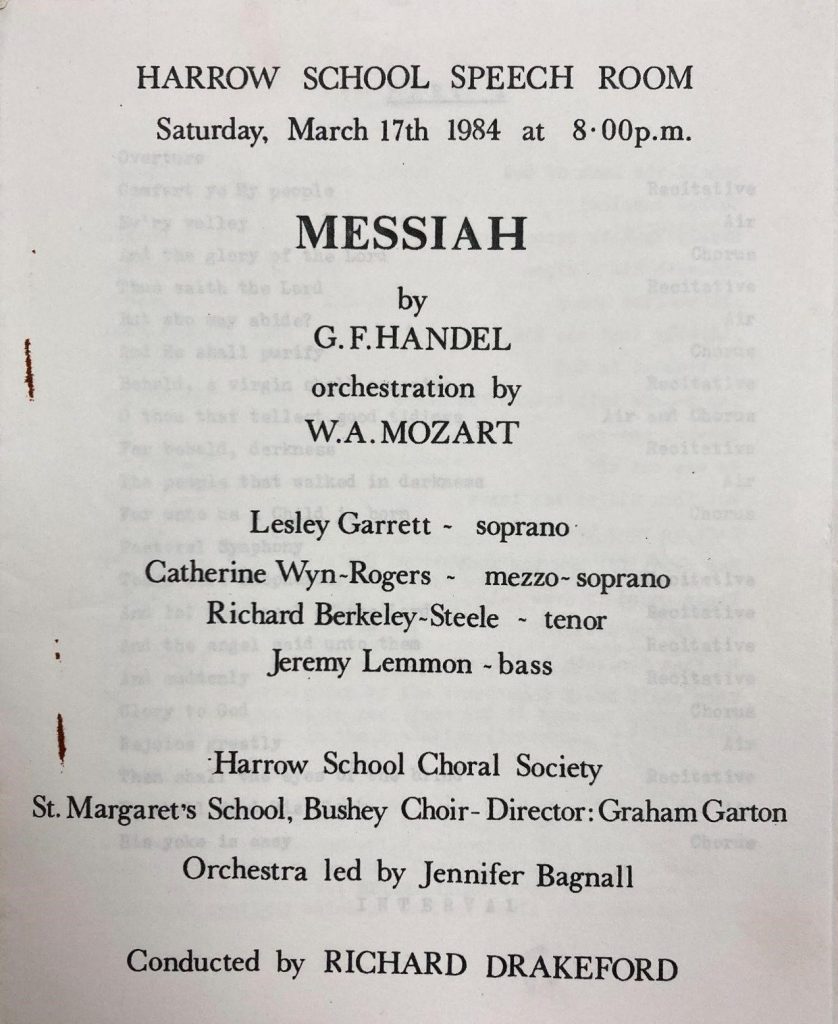 HARROW SCHOOL SPEECH ROOM
Saturday, March 17th 1984 at 8·00p.m.
MESSIAH
by
G.F.HANDEL
orchestration by
W.A.MOZART
Lesley Garrett - soprano
Catherine Wyn-Rogers - mezzo-soprano
Richard Berkeley-Steele - tenor
Jeremy Lemmon - bass
Harrow School Choral Society
St. Margaret's School, Bushey Choir - Director: Graham Garton
Orchestra led by Jennifer Bagnall
Conducted by RICHARD DRAKEFORD